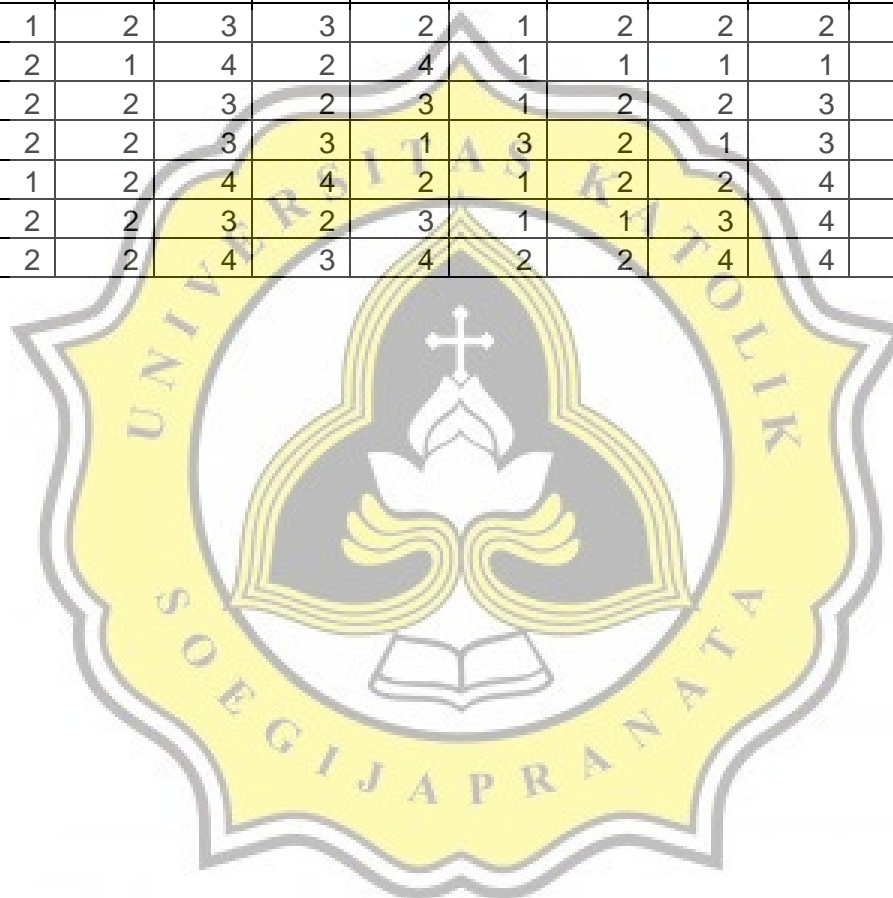 1 2 3 3 2 1 2 2 2
2 1 4 2 4 1 1 1 1
2 2 3 2 3 1 2 2 3
2 2 3 3 1 3 2 1 3
1 2 4 4 2 1 2 2 4
2 2 3 2 3 1 1 3 4
2 2 4 3 4 2 2 4 4
UNIVERSITAS KATOLIK
SOEGIJAPRANATA